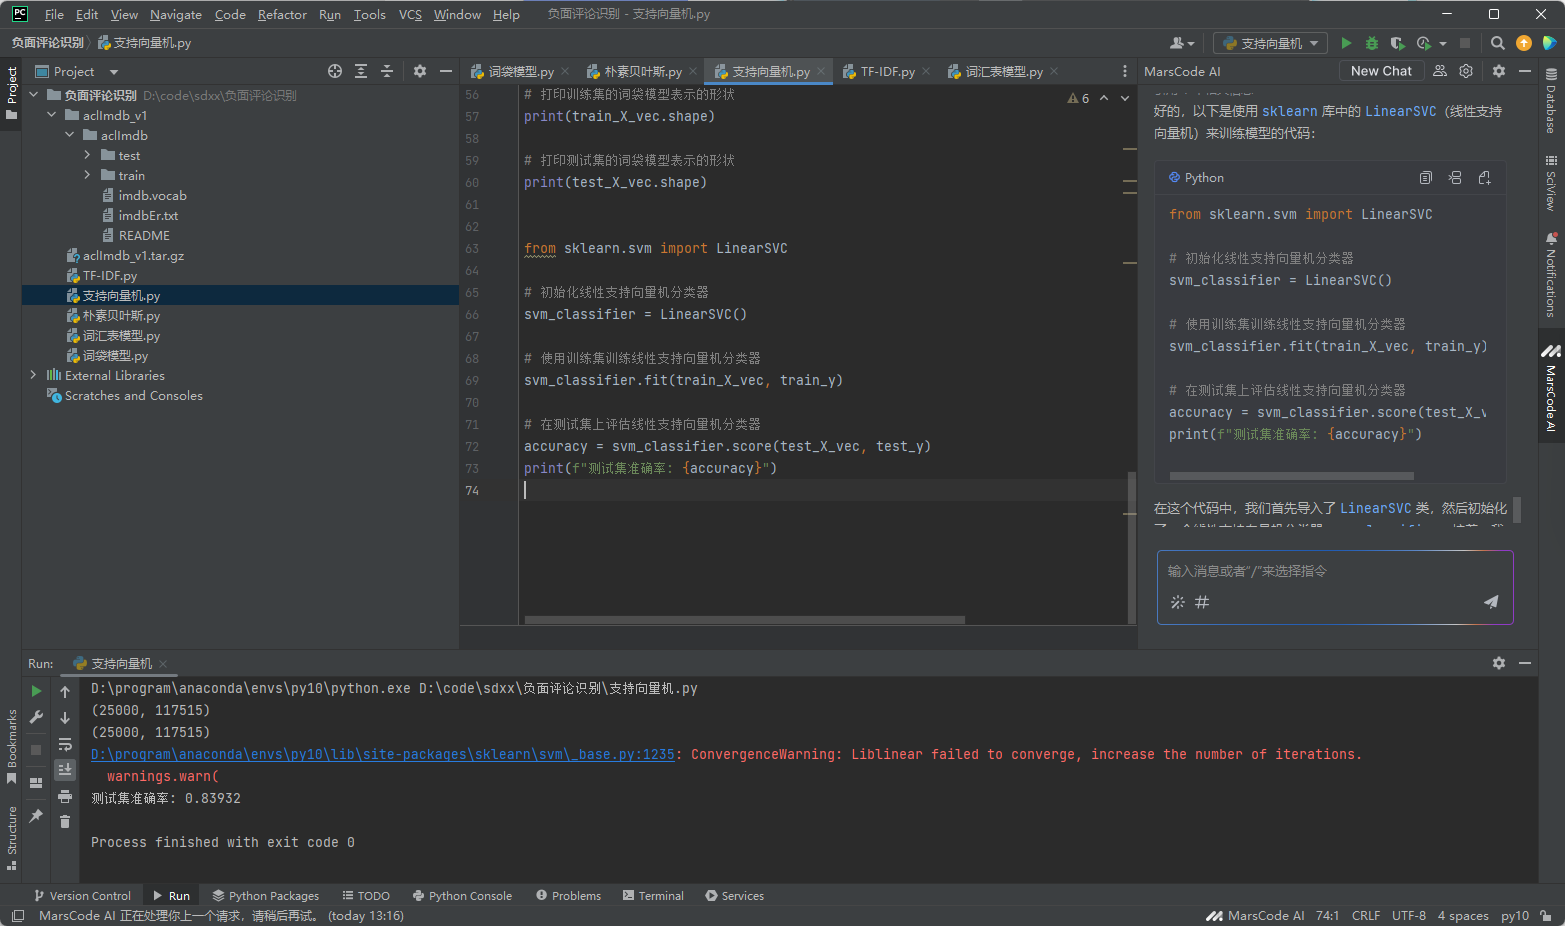 PC File Edit View Navigate Code Refactor Run Tools VCS Window Help 负面评论识别 - 支持向量机.py
负面评论识别 支持向量机.py
支持向量机
Project
Project
负面评论识别 D:\code\sdxx\负面评论识别
aclImdb_v1
aclImdb
test
train
imdb.vocab
imdbEr.txt
README
aclImdb_v1.tar.gz
TF-IDF.py
支持向量机.py
朴素贝叶斯.py
词汇表模型.py
词袋模型.py
External Libraries
Scratches and Consoles
词袋模型.py 朴素贝叶斯.py 支持向量机.py TF-IDF.py 词汇表模型.py
6
56 # 打印训练集的词袋模型表示的形状
57 print(train_X_vec.shape)
58
59 # 打印测试集的词袋模型表示的形状
60 print(test_X_vec.shape)
61
62
63 from sklearn.svm import LinearSVC
64
65 # 初始化线性支持向量机分类器
66 svm_classifier = LinearSVC()
67
68 # 使用训练集训练线性支持向量机分类器
69 svm_classifier.fit(train_X_vec, train_y)
70
71 # 在测试集上评估线性支持向量机分类器
72 accuracy = svm_classifier.score(test_X_vec, test_y)
73 print(f"测试集准确率: {accuracy}")
74
MarsCode AI New Chat
好的，以下是使用 sklearn 库中的 LinearSVC（线性支持
向量机）来训练模型的代码：
Python
from sklearn.svm import LinearSVC
# 初始化线性支持向量机分类器
svm_classifier = LinearSVC()
# 使用训练集训练线性支持向量机分类器
svm_classifier.fit(train_X_vec, train_y)
# 在测试集上评估线性支持向量机分类器
accuracy = svm_classifier.score(test_X_v
print(f"测试集准确率: {accuracy}")
在这个代码中，我们首先导入了 LinearSVC 类，然后初始化
输入消息或者“/”来选择指令
Database
SciView
Notifications
MarsCode AI
Run: 支持向量机
D:\program\anaconda\envs\py10\python.exe D:\code\sdxx\负面评论识别\支持向量机.py
(25000, 117515)
(25000, 117515)
D:\program\anaconda\envs\py10\lib\site-packages\sklearn\svm\_base.py:1235: ConvergenceWarning: Liblinear failed to converge, increase the number of iterations.
warnings.warn(
测试集准确率: 0.83932
Process finished with exit code 0
Bookmarks
Structure
Version Control Run Python Packages TODO Python Console Problems Terminal Services
MarsCode AI 正在处理你上一个请求，请稍后再试。 (today 13:16) MarsCode AI 74:1 CRLF UTF-8 4 spaces py10